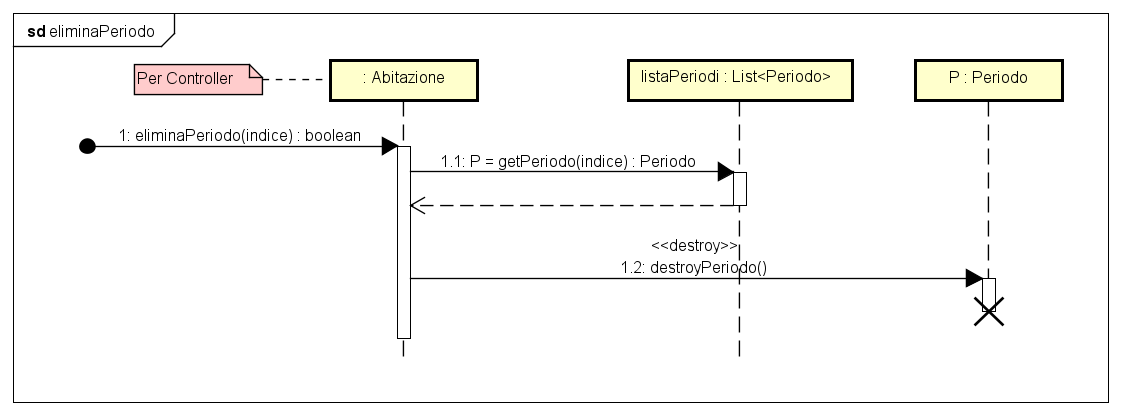 sd eliminaPeriodo
Per Controller
: Abitazione
listaPeriodi : List<Periodo>
P : Periodo
1: eliminaPeriodo(indice) : boolean
1.1: P = getPeriodo(indice) : Periodo
<<destroy>>
1.2: destroyPeriodo()